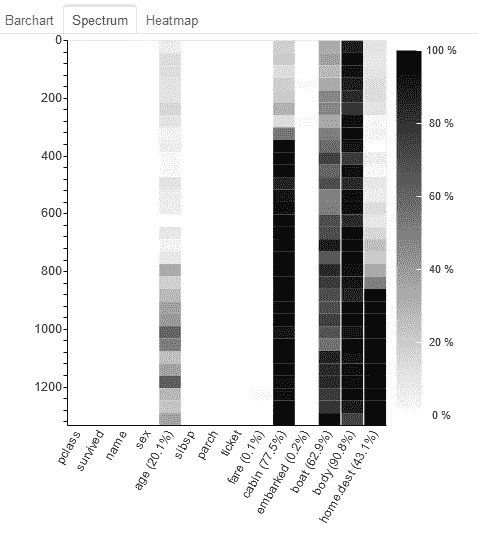 Barchart Spectrum Heatmap
0
200
400
600
800
1000
1200
100 %
80 %
60 %
40 %
20 %
0 %
pclass
survived
name
sex
age (20.1%)
sibsp
parch
ticket
fare (0.1%)
cabin (77.5%)
embarked (0.2%)
boat (62.9%)
body (90.8%)
home.dest (43.1%)